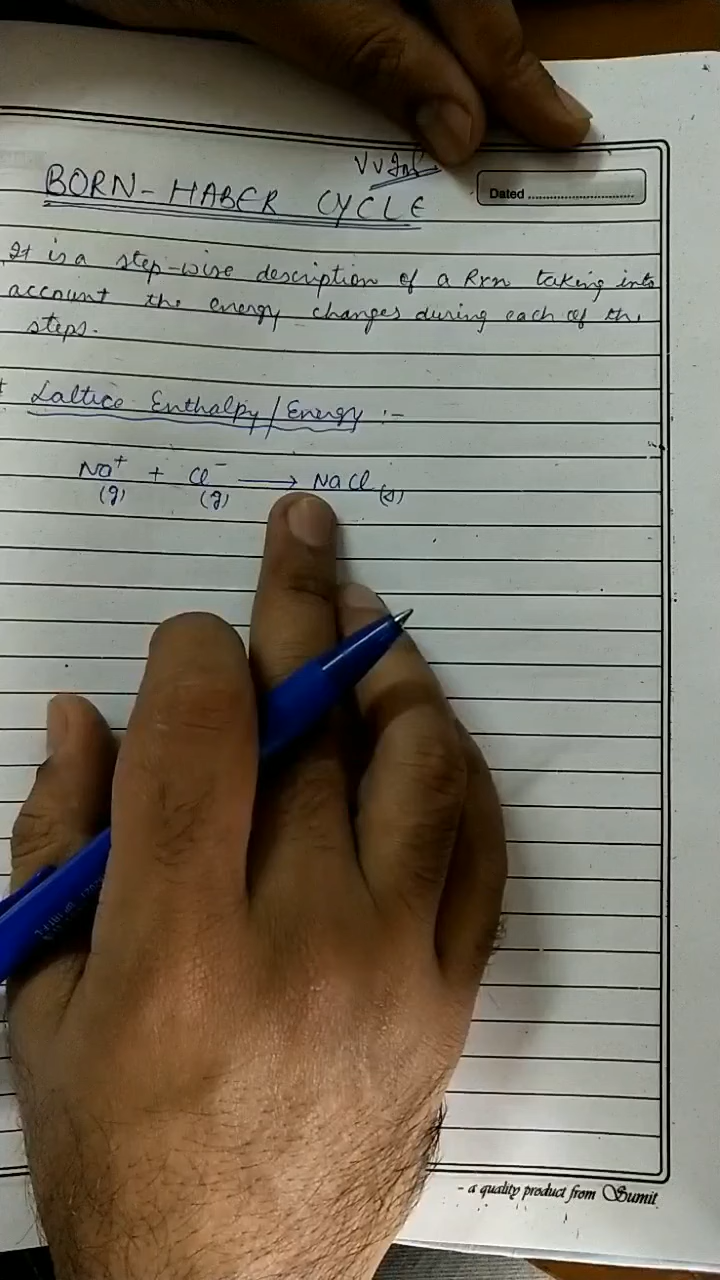 V V Imp
BORN-HABER CYCLE
Dated
It is a step-wise description of a Rxn taking into
account the energy changes during each of the
steps.
Lattice Enthalpy/Energy :-
Na⁺ + Cl⁻ ⟶ NaCl (s)
(g) (g)
- a quality product from Sumit